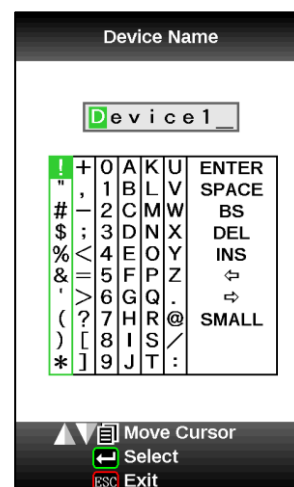 Device Name
Device1_
! + 0 A K U ENTER
" , 1 B L V SPACE
# − 2 C M W BS
$ ; 3 D N X DEL
% < 4 E O Y INS
& = 5 F P Z ⇦
' > 6 G Q . ⇨
( ? 7 H R @ SMALL
) [ 8 I S /
* ] 9 J T :
Move Cursor
Select
ESC Exit